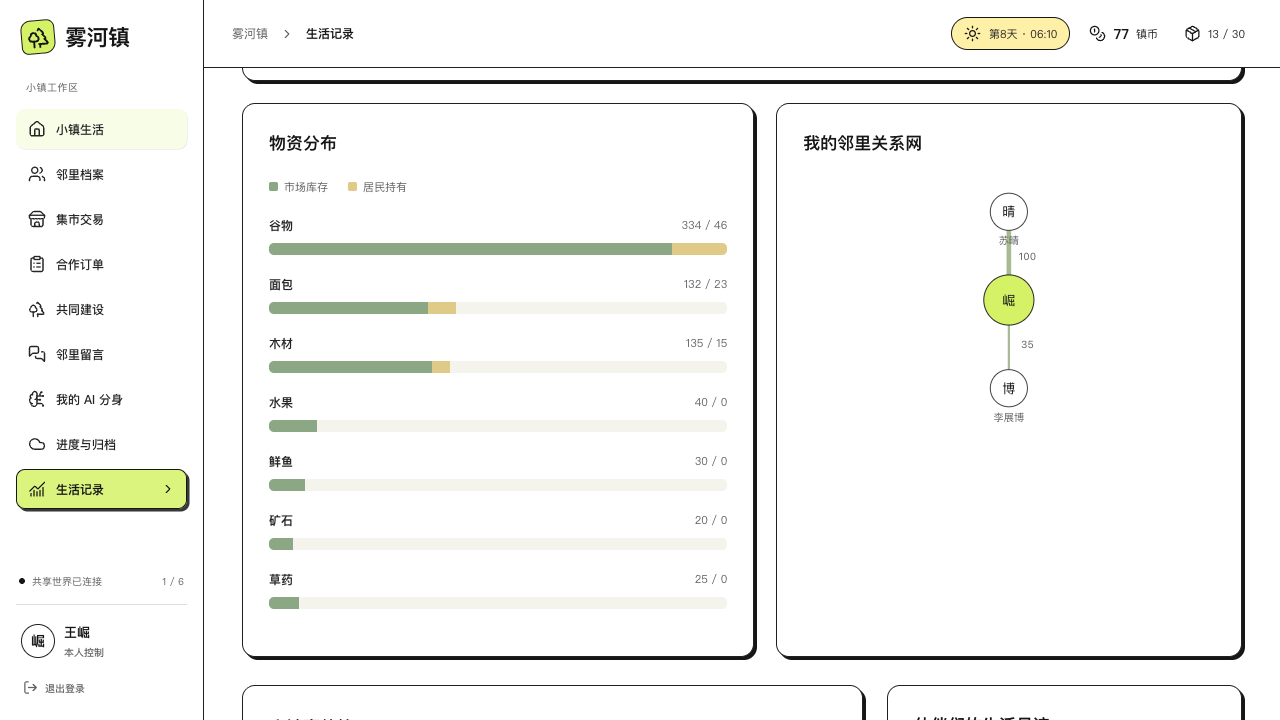 雾河镇
小镇工作区
小镇生活
邻里档案
集市交易
合作订单
共同建设
邻里留言
我的 AI 分身
进度与归档
生活记录
共享世界已连接 1 / 6
崛 王崛
本人控制
退出登录
雾河镇 > 生活记录
第8天 · 06:10
77 镇币
13 / 30
物资分布
市场库存 居民持有
谷物 334 / 46
面包 132 / 23
木材 135 / 15
水果 40 / 0
鲜鱼 30 / 0
矿石 20 / 0
草药 25 / 0
我的邻里关系网
晴
苏晴
100
崛
35
博
李展博